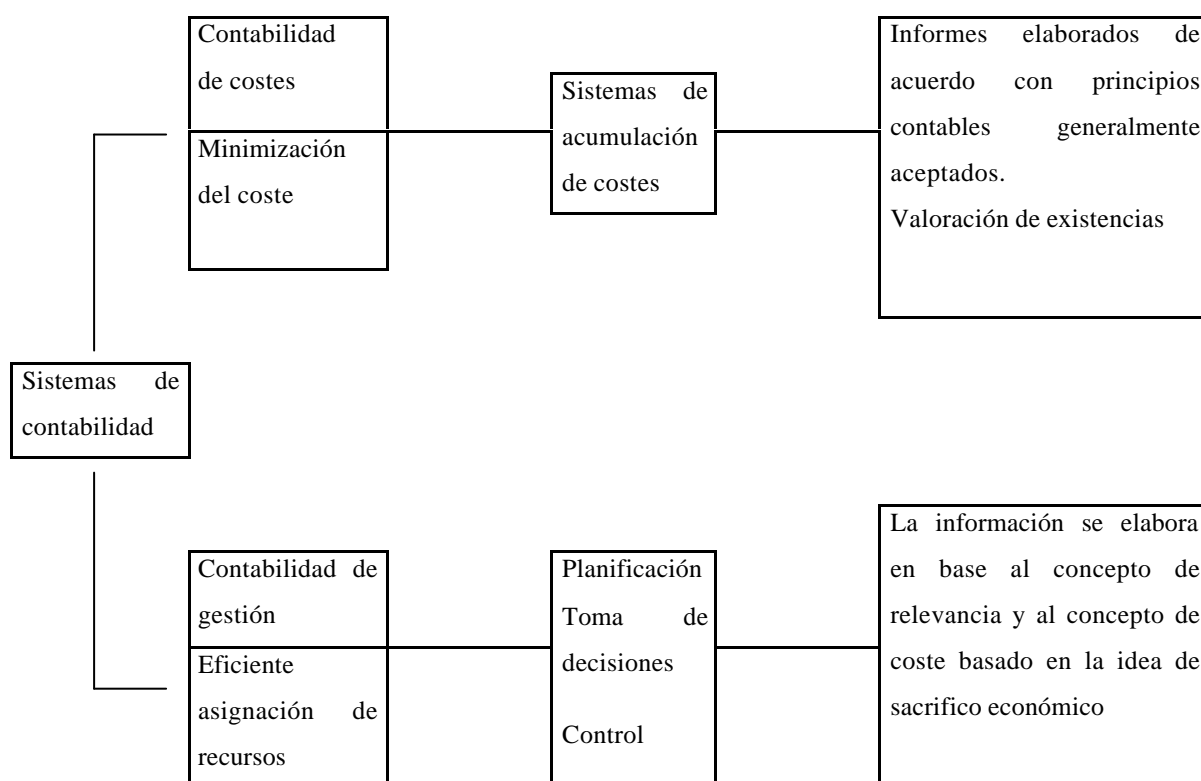 Contabilidad
de costes
Minimización
del coste
Sistemas de
acumulación
de costes
Informes elaborados de
acuerdo con principios
contables generalmente
aceptados.
Valoración de existencias
Sistemas de
contabilidad
Contabilidad de
gestión
Eficiente
asignación de
recursos
Planificación
Toma de
decisiones
Control
La información se elabora
en base al concepto de
relevancia y al concepto de
coste basado en la idea de
sacrifico económico